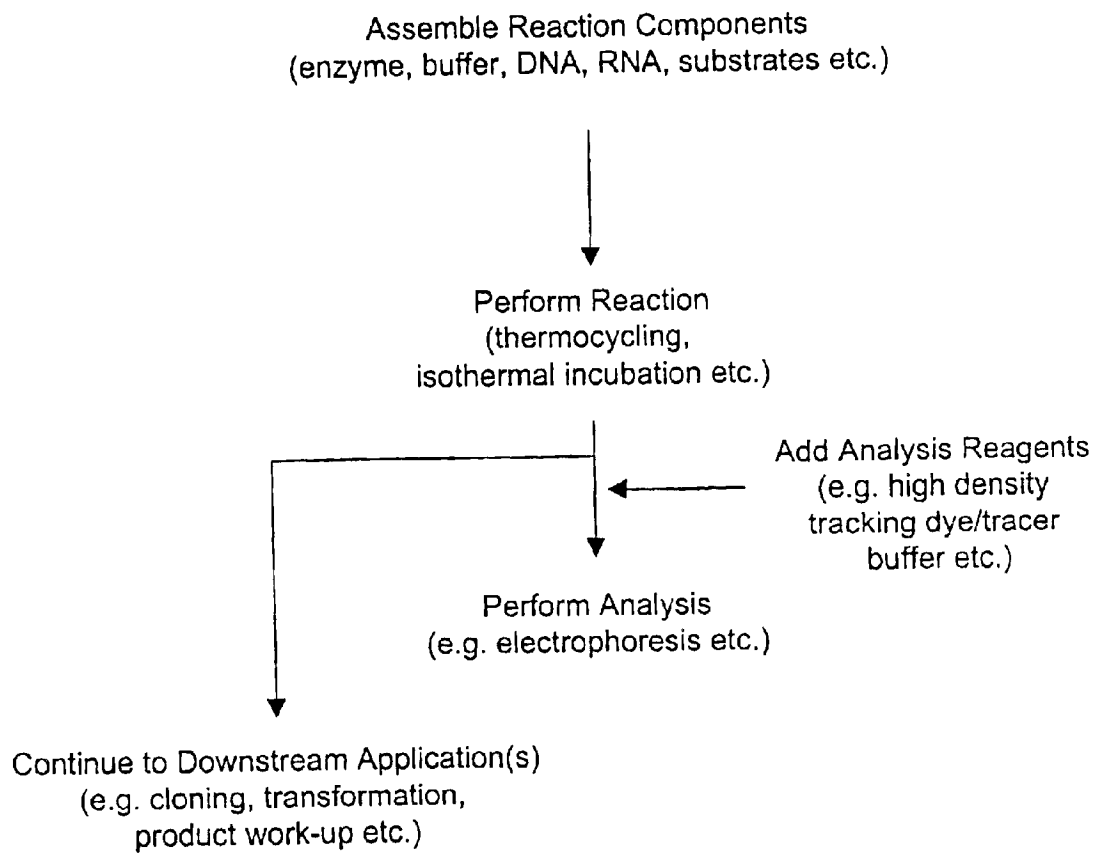 Assemble Reaction Components
(enzyme, buffer, DNA, RNA, substrates etc.)
Perform Reaction
(thermocycling,
isothermal incubation etc.)
Add Analysis Reagents
(e.g. high density
tracking dye/tracer
buffer etc.)
Perform Analysis
(e.g. electrophoresis etc.)
Continue to Downstream Application(s)
(e.g. cloning, transformation,
product work-up etc.)